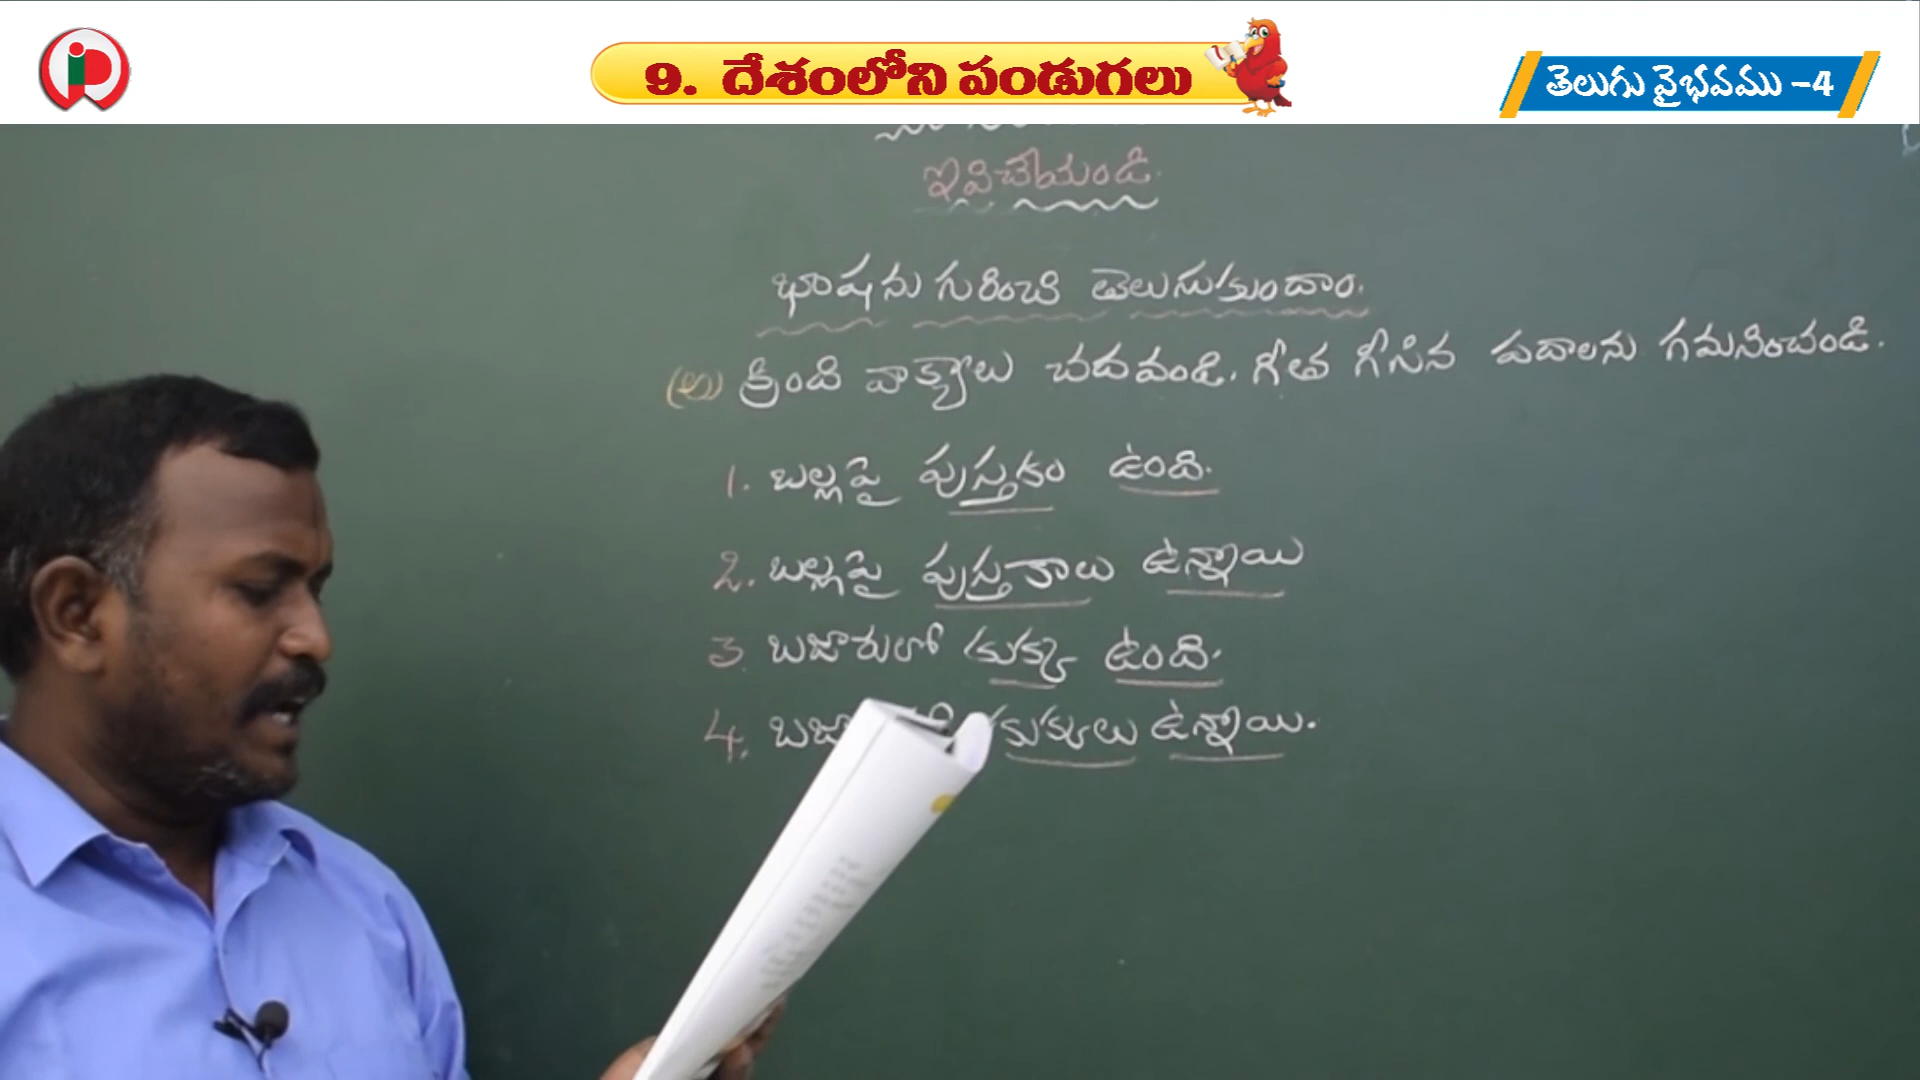 9. దేశంలోని పండుగలు
తెలుగు వైభవము -4
ఇవిచేయండి.
భాషను గురించి తెలుసుకుందాం.
(అ) క్రింది వాక్యాలు చదవండి. గీత గీసిన పదాలను గమనించండి.
1. బల్లపై పుస్తకం ఉంది.
2. బల్లపై పుస్తకాలు ఉన్నాయి
3 బజారులో కుక్క ఉంది.
4. కుక్కలు ఉన్నాయి.